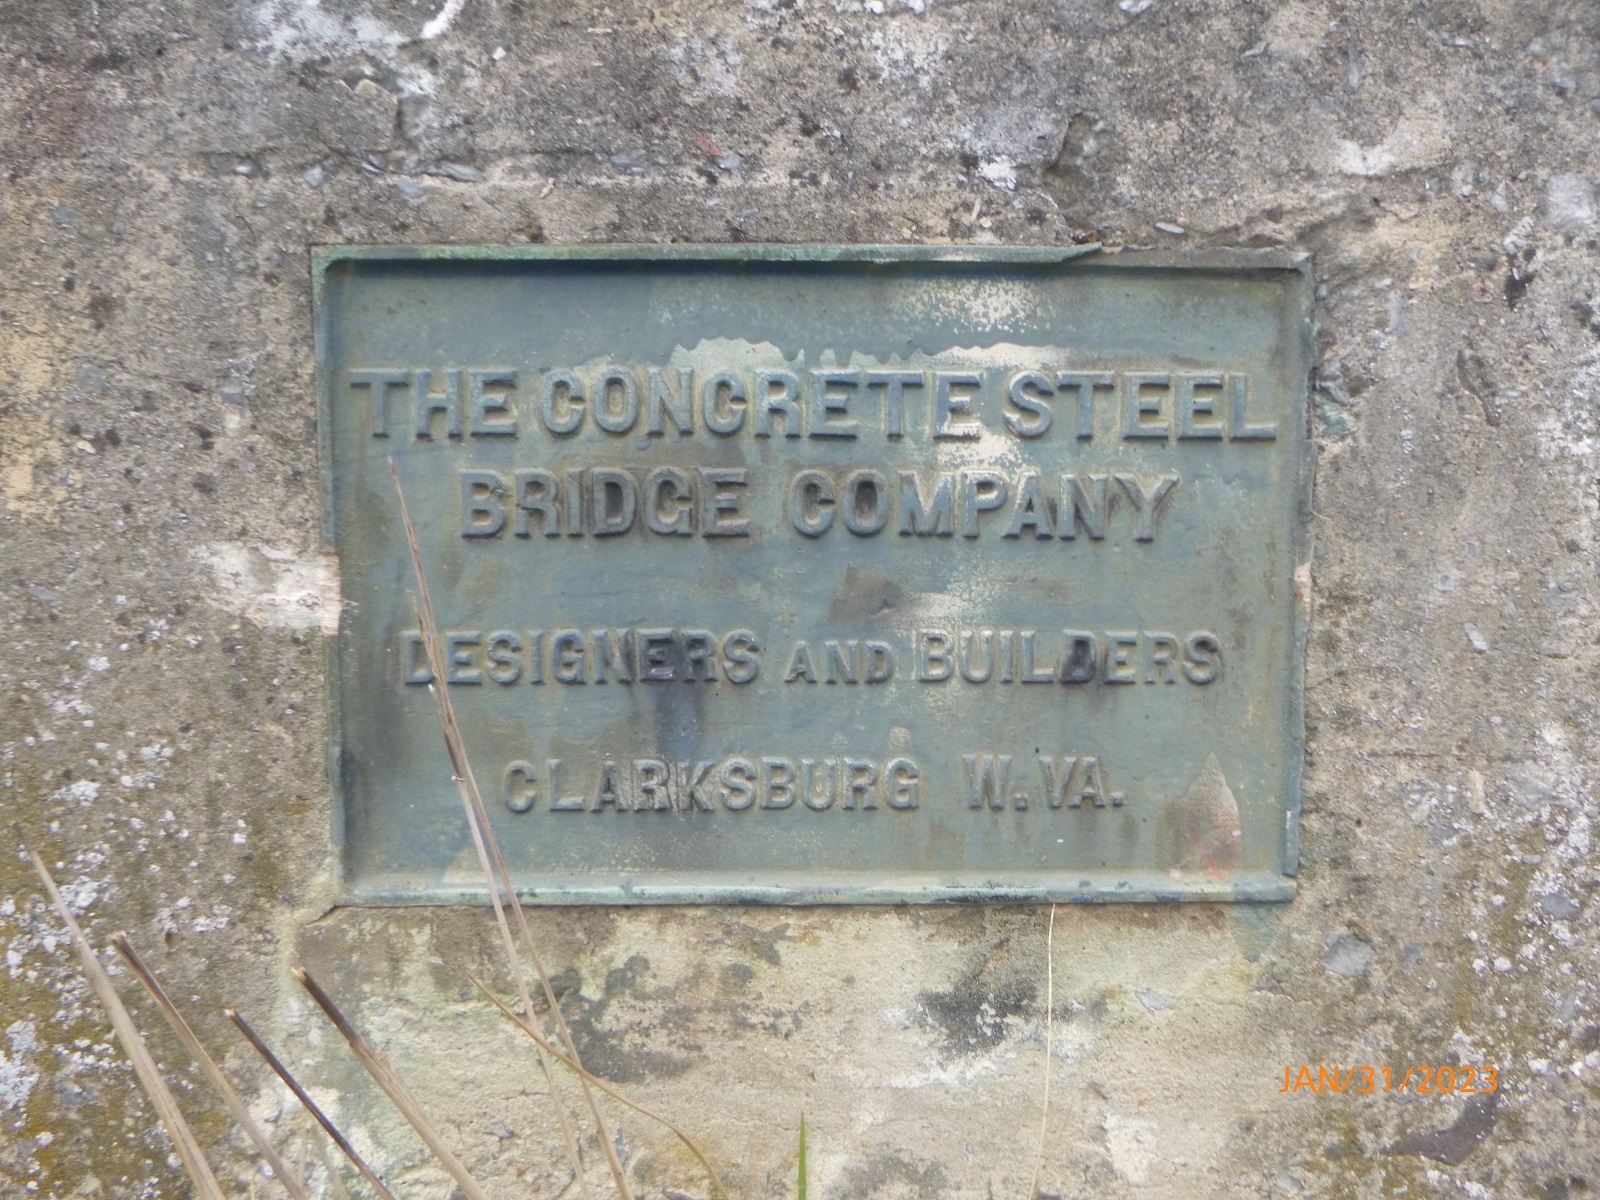 THE CONCRETE STEEL
BRIDGE COMPANY
DESIGNERS AND BUILDERS
CLARKSBURG W. VA.
JAN/31/2023